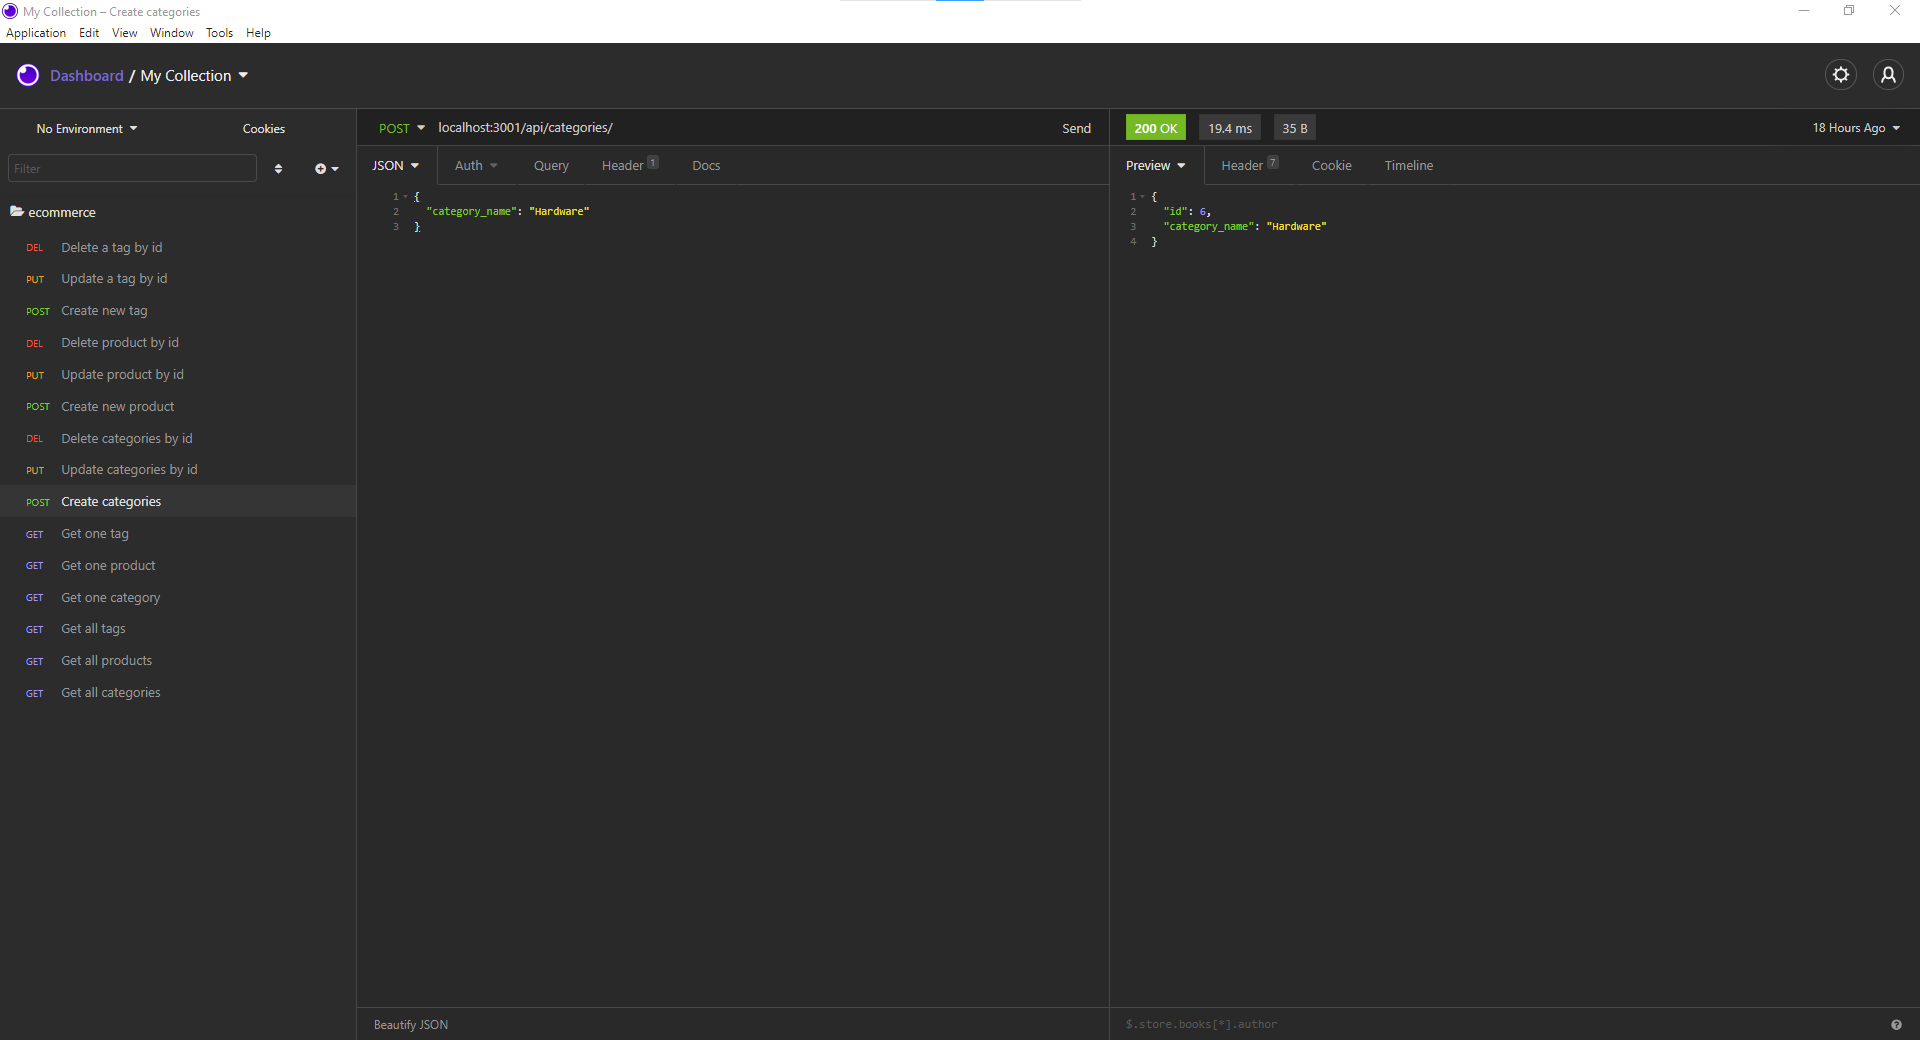 My Collection – Create categories
Application Edit View Window Tools Help
Dashboard / My Collection
No Environment Cookies
Filter
ecommerce
DEL Delete a tag by id
PUT Update a tag by id
POST Create new tag
DEL Delete product by id
PUT Update product by id
POST Create new product
DEL Delete categories by id
PUT Update categories by id
POST Create categories
GET Get one tag
GET Get one product
GET Get one category
GET Get all tags
GET Get all products
GET Get all categories
POST localhost:3001/api/categories/ Send
JSON Auth Query Header 1 Docs
1 {
2 "category_name": "Hardware"
3 }
Beautify JSON
200 OK 19.4 ms 35 B 18 Hours Ago
Preview Header 7 Cookie Timeline
1 {
2 "id": 6,
3 "category_name": "Hardware"
4 }
$.store.books[*].author